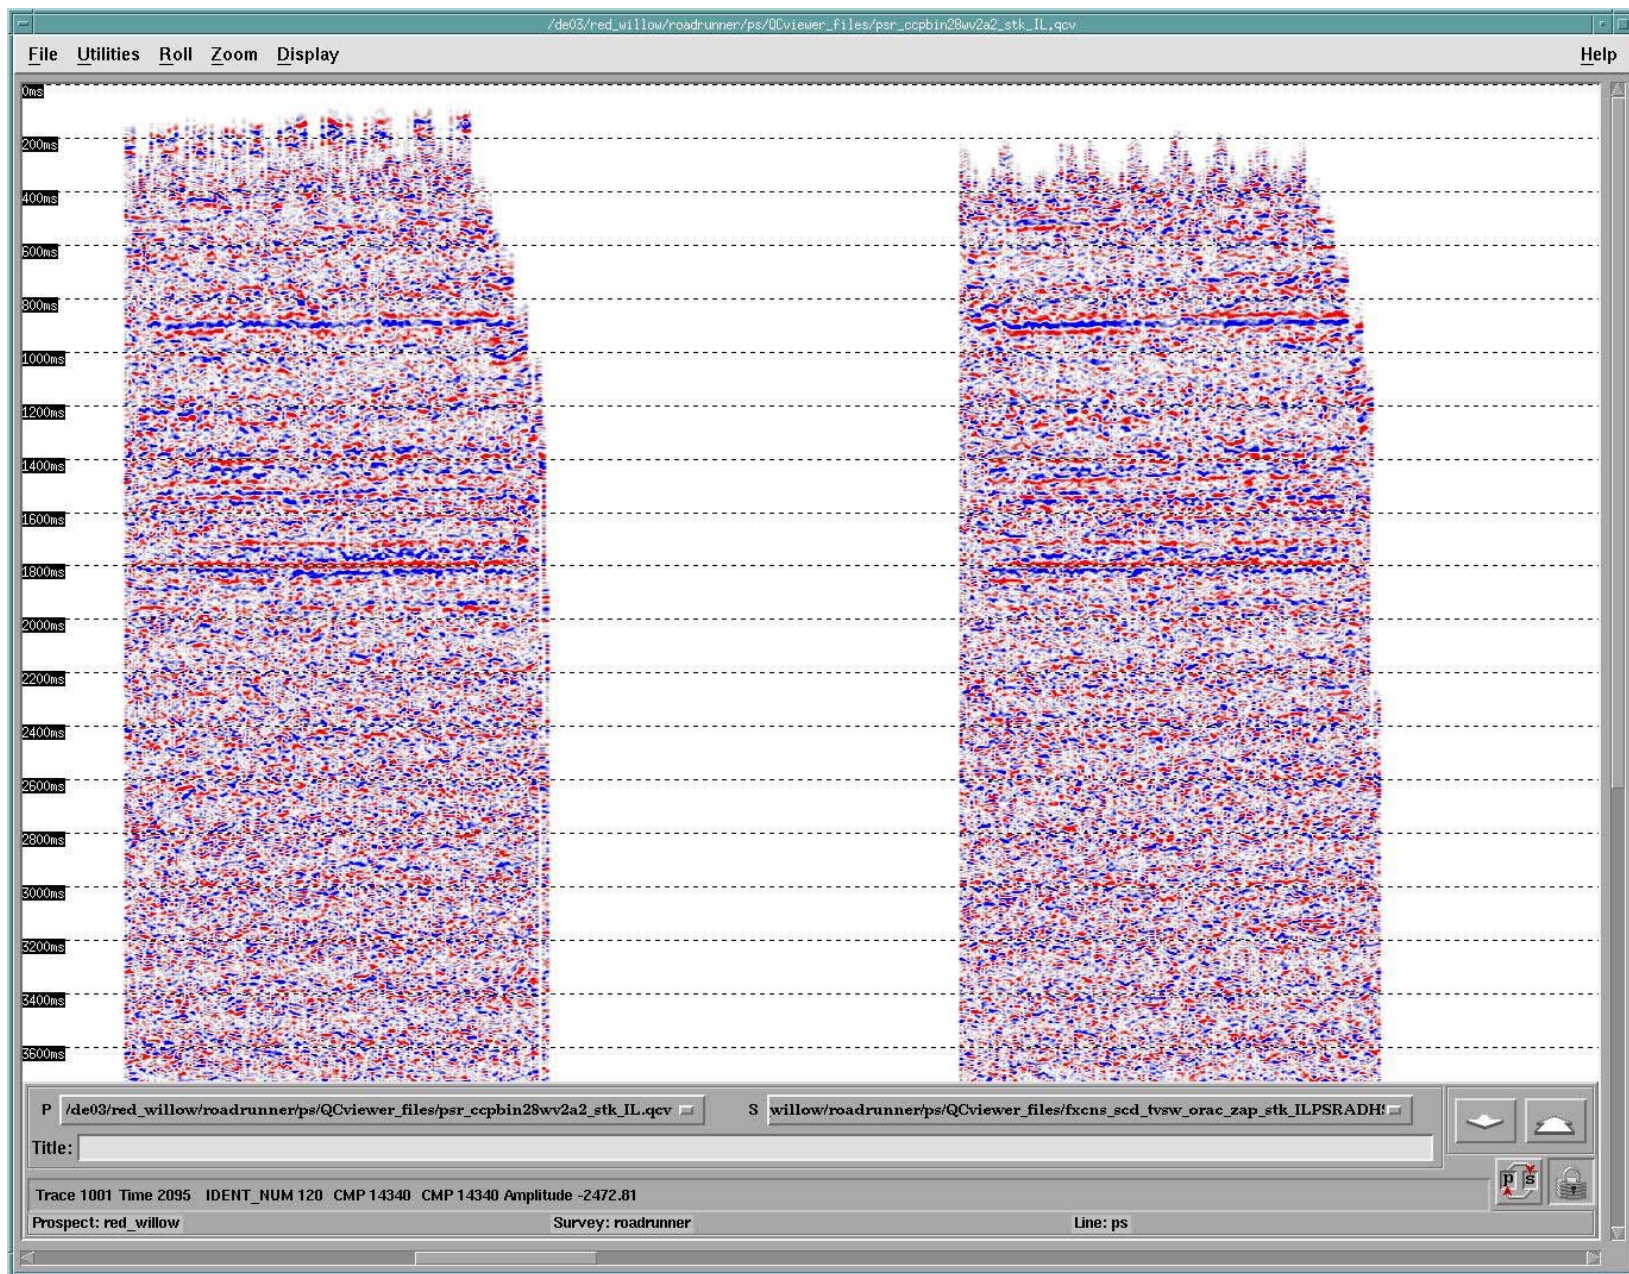 /de03/red_willow/roadrunner/ps/QCviewer_files/psr_ccpbin28wv2a2_stk_IL.qcv
File Utilities Roll Zoom Display Help
0ms
200ms
400ms
600ms
800ms
1000ms
1200ms
1400ms
1600ms
1800ms
2000ms
2200ms
2400ms
2600ms
2800ms
3000ms
3200ms
3400ms
3600ms
P /de03/red_willow/roadrunner/ps/QCviewer_files/psr_ccpbin28wv2a2_stk_IL.qcv S willow/roadrunner/ps/QCviewer_files/fxcns_scd_tvsw_orac_zap_stk_ILPSRADH
Title:
p s
Trace 1001 Time 2095 IDENT_NUM 120 CMP 14340 CMP 14340 Amplitude -2472.81
Prospect: red_willow Survey: roadrunner Line: ps